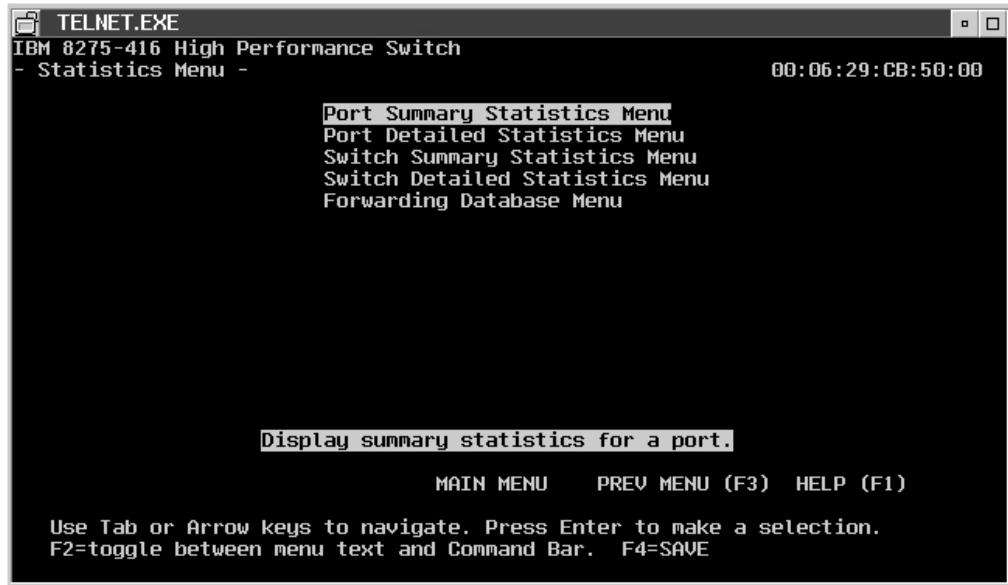 TELNET.EXE
IBM 8275-416 High Performance Switch
- Statistics Menu - 00:06:29:CB:50:00
Port Summary Statistics Menu
Port Detailed Statistics Menu
Switch Summary Statistics Menu
Switch Detailed Statistics Menu
Forwarding Database Menu
Display summary statistics for a port.
MAIN MENU PREV MENU (F3) HELP (F1)
Use Tab or Arrow keys to navigate. Press Enter to make a selection.
F2=toggle between menu text and Command Bar. F4=SAVE